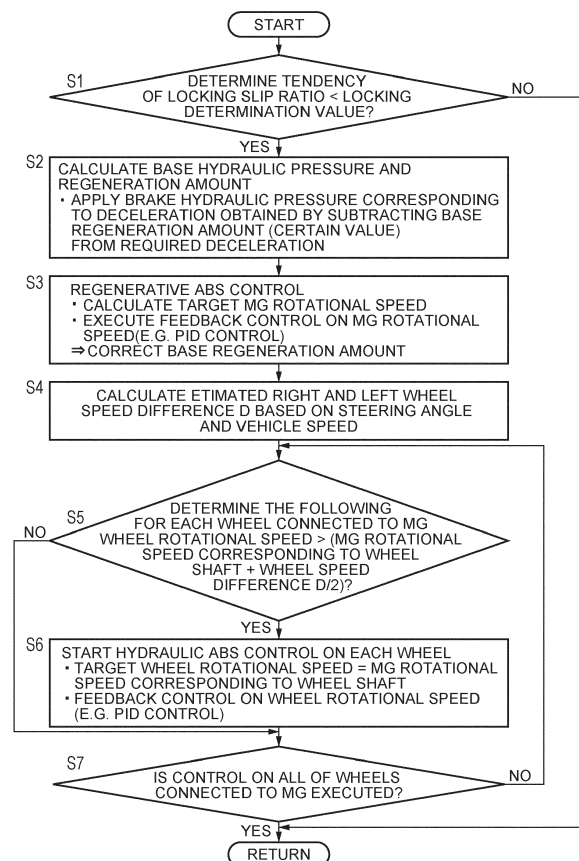 START
S1
DETERMINE TENDENCY
OF LOCKING SLIP RATIO < LOCKING
DETERMINATION VALUE?
NO
YES
S2
CALCULATE BASE HYDRAULIC PRESSURE AND
REGENERATION AMOUNT
・APPLY BRAKE HYDRAULIC PRESSURE CORRESPONDING
TO DECELERATION OBTAINED BY SUBTRACTING BASE
REGENERATION AMOUNT (CERTAIN VALUE)
FROM REQUIRED DECELERATION
S3
REGENERATIVE ABS CONTROL
・CALCULATE TARGET MG ROTATIONAL SPEED
・EXECUTE FEEDBACK CONTROL ON MG ROTATIONAL
SPEED(E.G. PID CONTROL)
⇒CORRECT BASE REGENERATION AMOUNT
S4
CALCULATE ETIMATED RIGHT AND LEFT WHEEL
SPEED DIFFERENCE D BASED ON STEERING ANGLE
AND VEHICLE SPEED
S5
DETERMINE THE FOLLOWING
FOR EACH WHEEL CONNECTED TO MG
WHEEL ROTATIONAL SPEED > (MG ROTATIONAL
SPEED CORRESPONDING TO WHEEL
SHAFT + WHEEL SPEED
DIFFERENCE D/2)?
NO
YES
S6
START HYDRAULIC ABS CONTROL ON EACH WHEEL
・TARGET WHEEL ROTATIONAL SPEED = MG ROTATIONAL
SPEED CORRESPONDING TO WHEEL SHAFT
・FEEDBACK CONTROL ON WHEEL ROTATIONAL SPEED
(E.G. PID CONTROL)
S7
IS CONTROL ON ALL OF WHEELS
CONNECTED TO MG EXECUTED?
NO
YES
RETURN